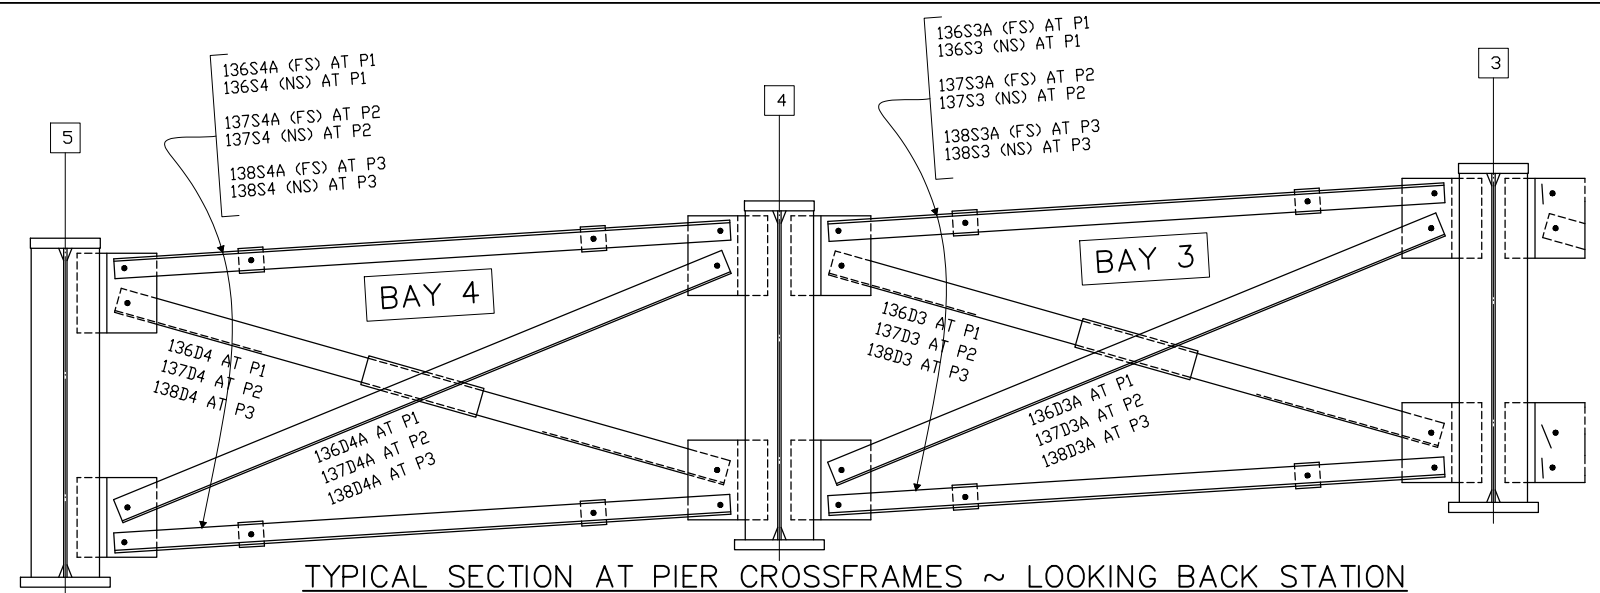 136S4A (FS) AT P1
136S4 (NS) AT P1
137S4A (FS) AT P2
137S4 (NS) AT P2
138S4A (FS) AT P3
138S4 (NS) AT P3
136S3A (FS) AT P1
136S3 (NS) AT P1
137S3A (FS) AT P2
137S3 (NS) AT P2
138S3A (FS) AT P3
138S3 (NS) AT P3
5
4
3
BAY 4
BAY 3
136D4 AT P1
137D4 AT P2
138D4 AT P3
136D4A AT P1
137D4A AT P2
138D4A AT P3
136D3 AT P1
137D3 AT P2
138D3 AT P3
136D3A AT P1
137D3A AT P2
138D3A AT P3
TYPICAL SECTION AT PIER CROSSFRAMES ~ LOOKING BACK STATION